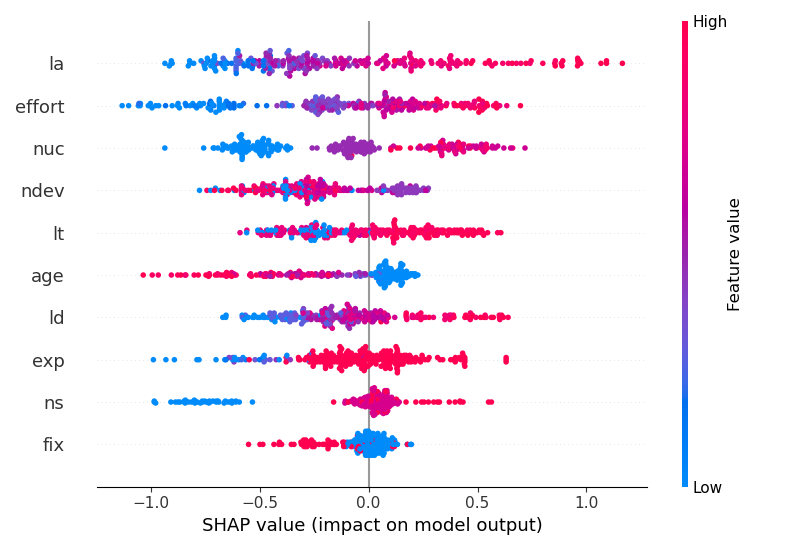 High
la
effort
nuc
ndev
lt
age
ld
exp
ns
fix
Feature value
Low
−1.0 −0.5 0.0 0.5 1.0
SHAP value (impact on model output)